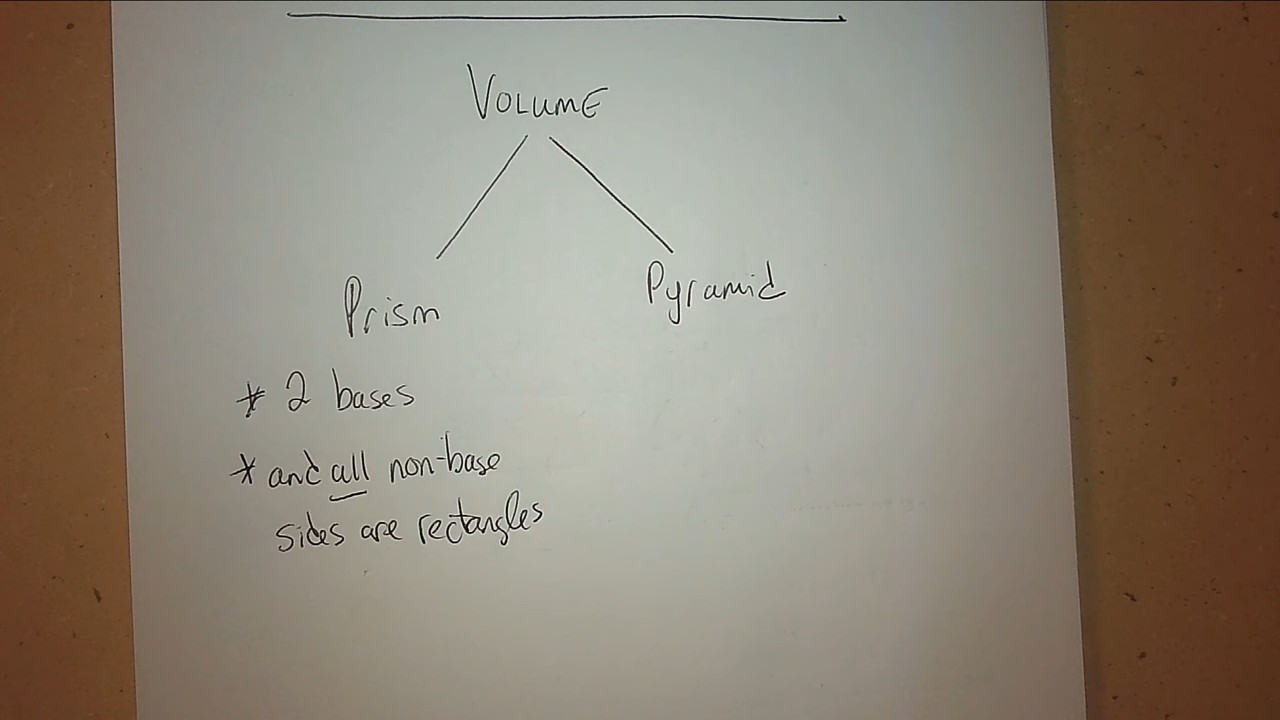 VOLUME
Prism
Pyramid
* 2 bases
* and all non-base
sides are rectangles